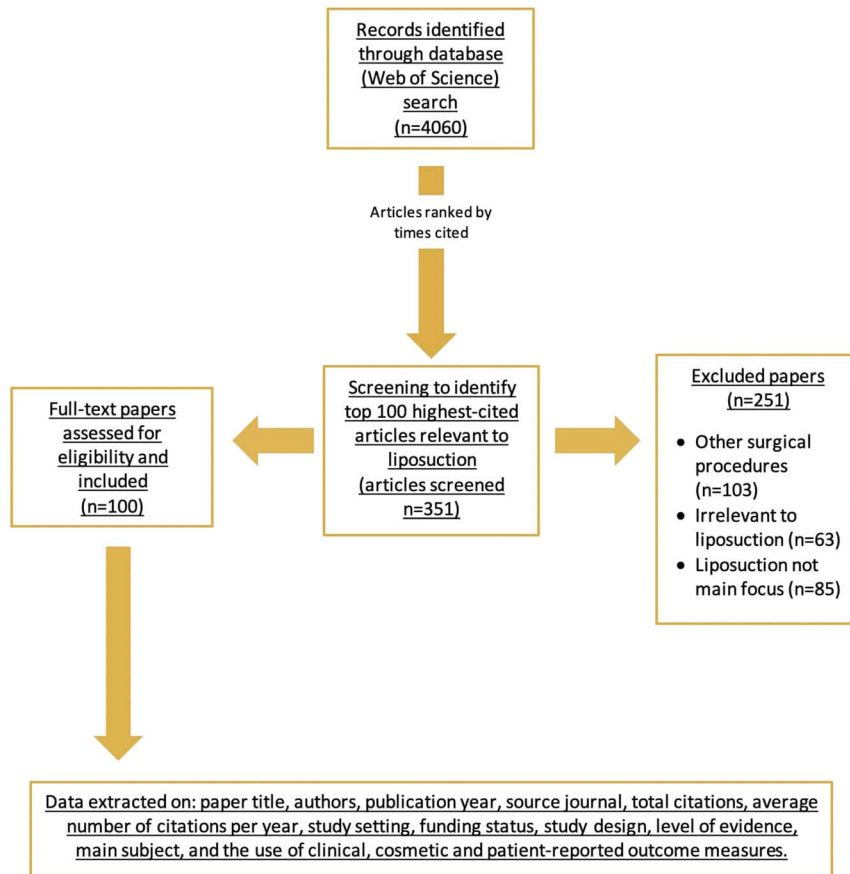 Records identified
through database
(Web of Science)
search
(n=4060)
Articles ranked by
times cited
Full-text papers
assessed for
eligibility and
included
(n=100)
Screening to identify
top 100 highest-cited
articles relevant to
liposuction
(articles screened
n=351)
Excluded papers
(n=251)
• Other surgical
procedures
(n=103)
• Irrelevant to
liposuction (n=63)
• Liposuction not
main focus (n=85)
Data extracted on: paper title, authors, publication year, source journal, total citations, average
number of citations per year, study setting, funding status, study design, level of evidence,
main subject, and the use of clinical, cosmetic and patient-reported outcome measures.